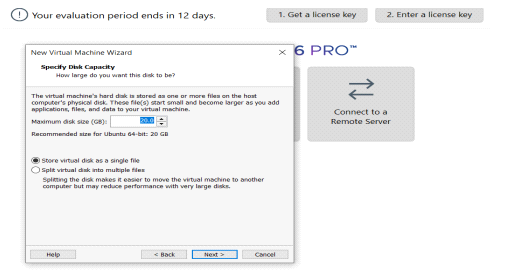 Your evaluation period ends in 12 days.
1. Get a license key
2. Enter a license key
New Virtual Machine Wizard
6 PRO™
Specify Disk Capacity
How large do you want this disk to be?
The virtual machine's hard disk is stored as one or more files on the host
computer's physical disk. These file(s) start small and become larger as you add
applications, files, and data to your virtual machine.
Maximum disk size (GB): 20.0
Recommended size for Ubuntu 64-bit: 20 GB
Store virtual disk as a single file
Split virtual disk into multiple files
Splitting the disk makes it easier to move the virtual machine to another
computer but may reduce performance with very large disks.
Connect to a
Remote Server
Help
< Back
Next >
Cancel